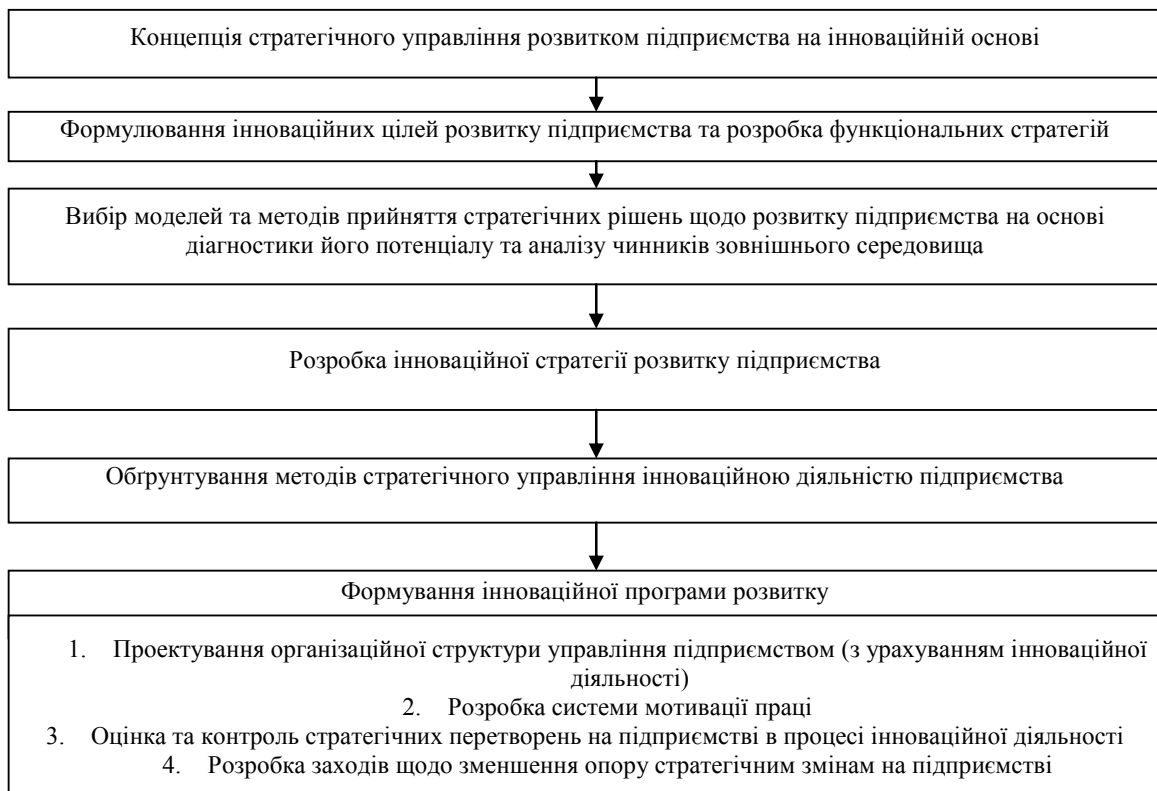 Концепція стратегічного управління розвитком підприємства на інноваційній основі
Формулювання інноваційних цілей розвитку підприємства та розробка функціональних стратегій
Вибір моделей та методів прийняття стратегічних рішень щодо розвитку підприємства на основі
діагностики його потенціалу та аналізу чинників зовнішнього середовища
Розробка інноваційної стратегії розвитку підприємства
Обґрунтування методів стратегічного управління інноваційною діяльністю підприємства
Формування інноваційної програми розвитку
1. Проектування організаційної структури управління підприємством (з урахуванням інноваційної
діяльності)
2. Розробка системи мотивації праці
3. Оцінка та контроль стратегічних перетворень на підприємстві в процесі інноваційної діяльності
4. Розробка заходів щодо зменшення опору стратегічним змінам на підприємстві